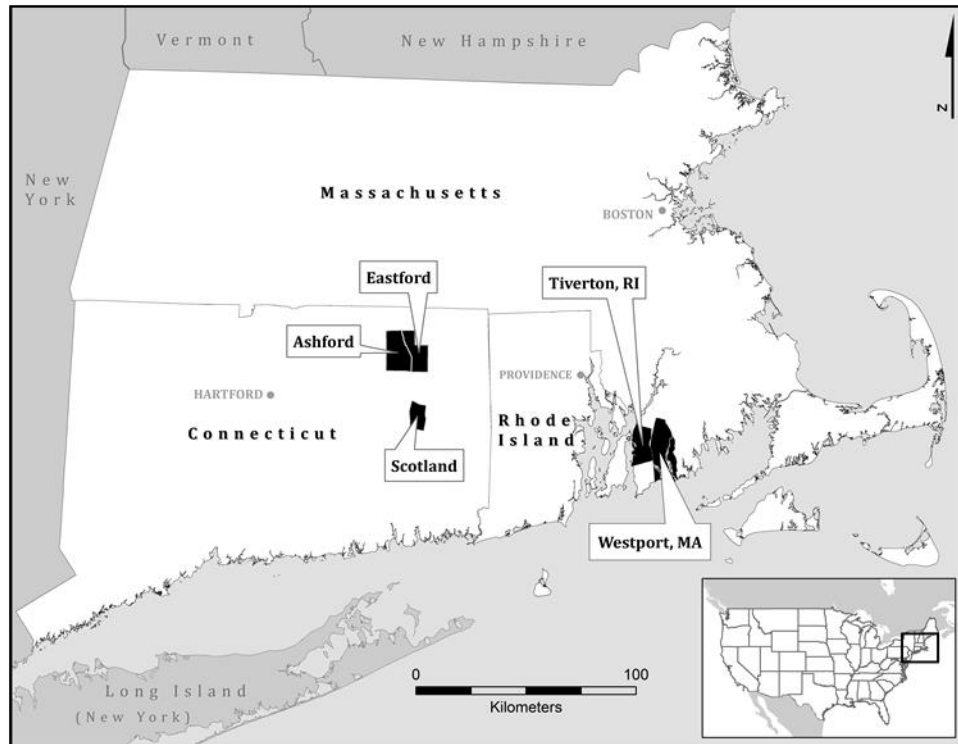 Vermont
New Hampshire
N
New
York
Massachusetts
BOSTON
Eastford
Tiverton, RI
Ashford
PROVIDENCE
HARTFORD
Rhode
Island
Connecticut
Scotland
Westport, MA
0
100
Kilometers
Long Island
(New York)